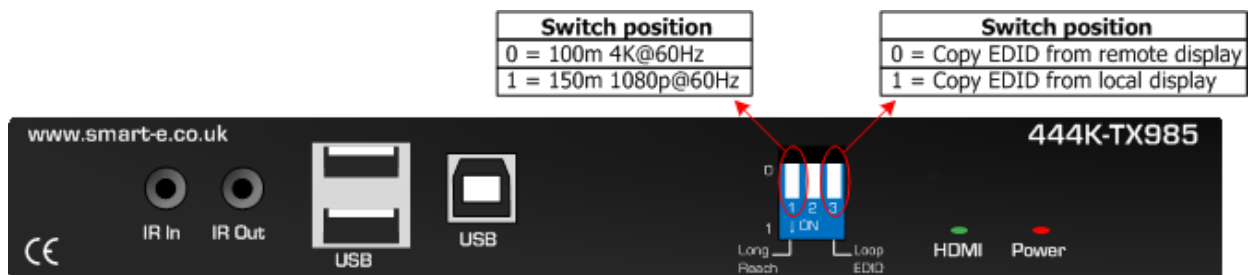 Switch position
0 = 100m 4K@60Hz
1 = 150m 1080p@60Hz
Switch position
0 = Copy EDID from remote display
1 = Copy EDID from local display
www.smart-e.co.uk
444K-TX985
IR In
IR Out
USB
USB
0
1 2 3
1
↓ ON
Long Reach
Loop EDID
HDMI
Power
CE